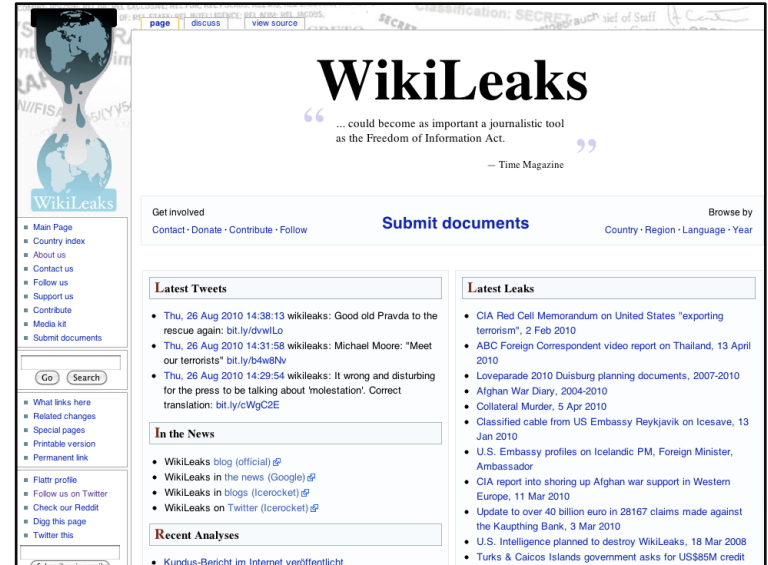 page
discuss
view source
Classification: SECRET
SECRET
WikiLeaks
“ ... could become as important a journalistic tool
as the Freedom of Information Act. ”
— Time Magazine
WikiLeaks
Main Page
Country index
About us
Contact us
Follow us
Support us
Contribute
Media kit
Submit documents
Go Search
What links here
Related changes
Special pages
Printable version
Permanent link
Flattr profile
Follow us on Twitter
Check our Reddit
Digg this page
Twitter this
Get involved
Contact · Donate · Contribute · Follow
Submit documents
Browse by
Country · Region · Language · Year
Latest Tweets
Thu, 26 Aug 2010 14:38:13 wikileaks: Good old Pravda to the
rescue again: bit.ly/dvwILo
Thu, 26 Aug 2010 14:31:58 wikileaks: Michael Moore: "Meet
our terrorists" bit.ly/b4w8Nv
Thu, 26 Aug 2010 14:29:54 wikileaks: It wrong and disturbing
for the press to be talking about 'molestation'. Correct
translation: bit.ly/cWgC2E
In the News
WikiLeaks blog (official)
WikiLeaks in the news (Google)
WikiLeaks in blogs (Icerocket)
WikiLeaks on Twitter (Icerocket)
Recent Analyses
Kundus-Bericht im Internet veröffentlicht
Latest Leaks
CIA Red Cell Memorandum on United States "exporting
terrorism", 2 Feb 2010
ABC Foreign Correspondent video report on Thailand, 13 April
2010
Loveparade 2010 Duisburg planning documents, 2007-2010
Afghan War Diary, 2004-2010
Collateral Murder, 5 Apr 2010
Classified cable from US Embassy Reykjavik on Icesave, 13
Jan 2010
U.S. Embassy profiles on Icelandic PM, Foreign Minister,
Ambassador
CIA report into shoring up Afghan war support in Western
Europe, 11 Mar 2010
Update to over 40 billion euro in 28167 claims made against
the Kaupthing Bank, 3 Mar 2010
U.S. Intelligence planned to destroy WikiLeaks, 18 Mar 2008
Turks & Caicos Islands government asks for US$85M credit